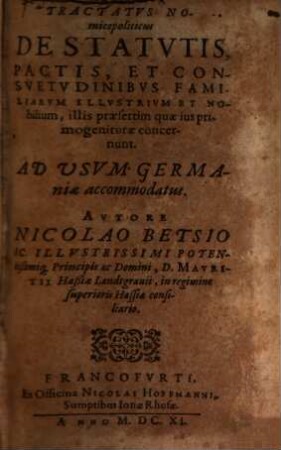 TRACTATVS NO-
micopoliticus
DE STATVTIS,
PACTIS, ET CON-
SVETVDINIBVS FAMI-
LIARVM ILLVSTRIVM ET NO-
bilium, illis præsertim quæ ius pri-
mogenituræ concer-
nunt.
AD VSVM GERMA-
niæ accommodatus.
AVTORE
NICOLAO BETSIO
IC. ILLVSTRISSIMI POTEN-
tissimiq; Principis ac Domini, D. MAVRI-
TII Hassiæ Landgrauii, in regimine
superioris Hassiæ consi-
liario.
FRANCOFVRTI,
Ex Officina NICOLAI HOFFMANNI,
Sumptibus Ionæ Rhosæ.
ANNO M. DC. XI.